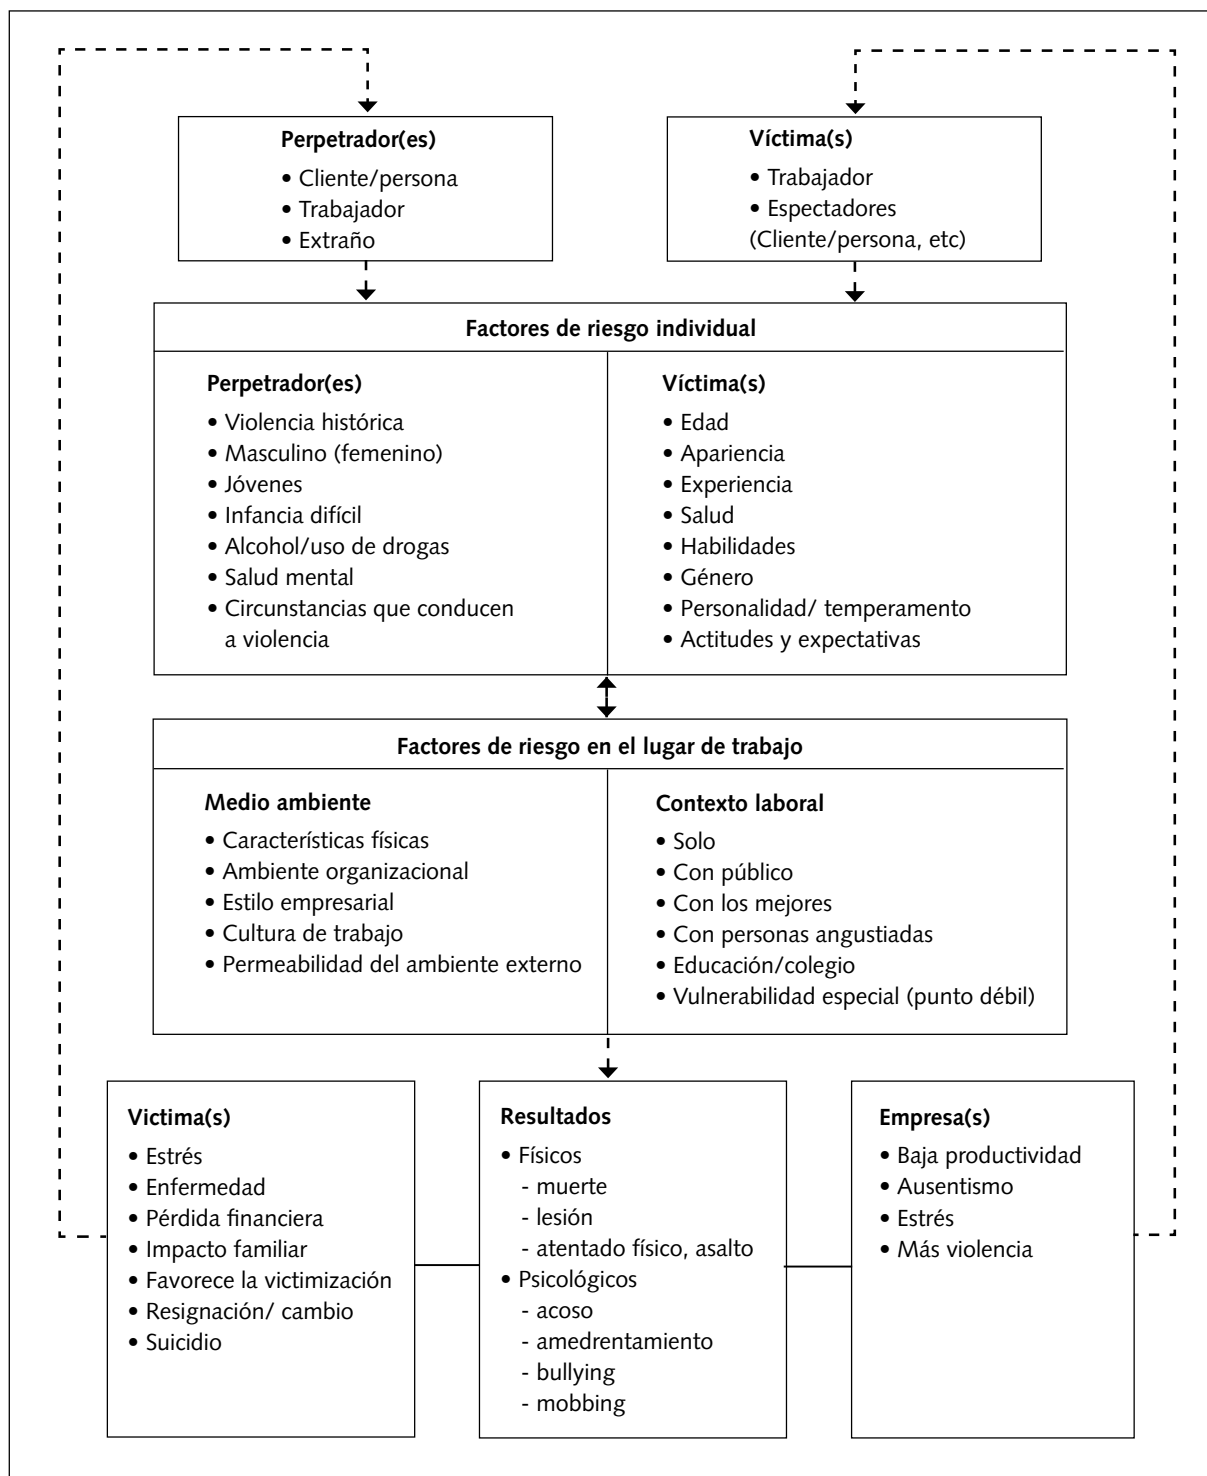 Perpetrador(es)
• Cliente/persona
• Trabajador
• Extraño
Víctima(s)
• Trabajador
• Espectadores
(Cliente/persona, etc)
Factores de riesgo individual
Perpetrador(es)
• Violencia histórica
• Masculino (femenino)
• Jóvenes
• Infancia difícil
• Alcohol/uso de drogas
• Salud mental
• Circunstancias que conducen
a violencia
Víctima(s)
• Edad
• Apariencia
• Experiencia
• Salud
• Habilidades
• Género
• Personalidad/ temperamento
• Actitudes y expectativas
Factores de riesgo en el lugar de trabajo
Medio ambiente
• Características físicas
• Ambiente organizacional
• Estilo empresarial
• Cultura de trabajo
• Permeabilidad del ambiente externo
Contexto laboral
• Solo
• Con público
• Con los mejores
• Con personas angustiadas
• Educación/colegio
• Vulnerabilidad especial (punto débil)
Victima(s)
• Estrés
• Enfermedad
• Pérdida financiera
• Impacto familiar
• Favorece la victimización
• Resignación/ cambio
• Suicidio
Resultados
• Físicos
- muerte
- lesión
- atentado físico, asalto
• Psicológicos
- acoso
- amedrentamiento
- bullying
- mobbing
Empresa(s)
• Baja productividad
• Ausentismo
• Estrés
• Más violencia